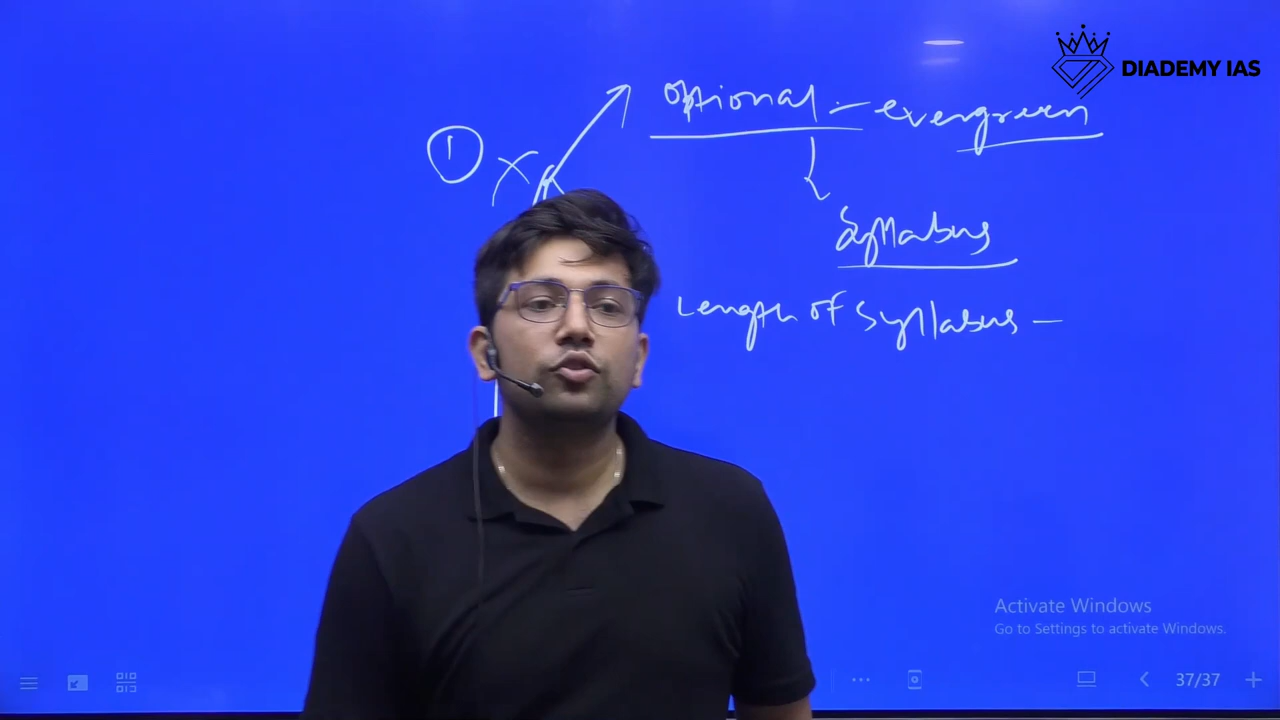 DIADEMY IAS
optional - evergreen
1 X
Syllabus
Length of Syllabus -
Activate Windows
Go to Settings to activate Windows.
37/37